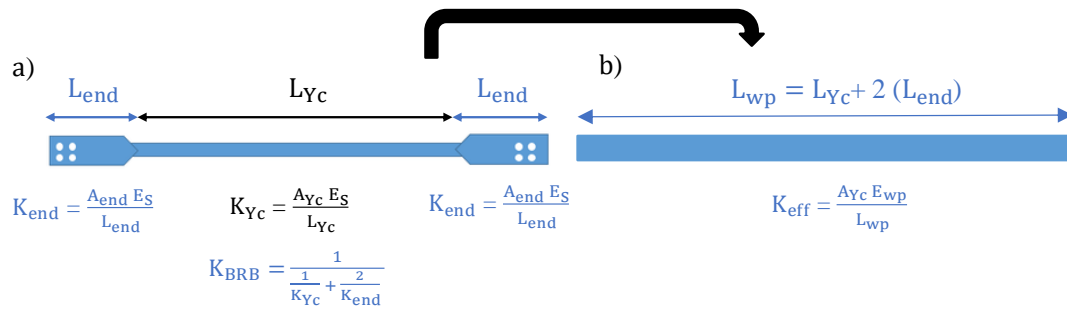 a)
b)
L_end
L_Yc
L_end
L_wp = L_Yc + 2 (L_end)
K_end = A_end E_S / L_end
K_Yc = A_Yc E_S / L_Yc
K_end = A_end E_S / L_end
K_eff = A_Yc E_wp / L_wp
K_BRB = 1 / (1/K_Yc + 2/K_end)